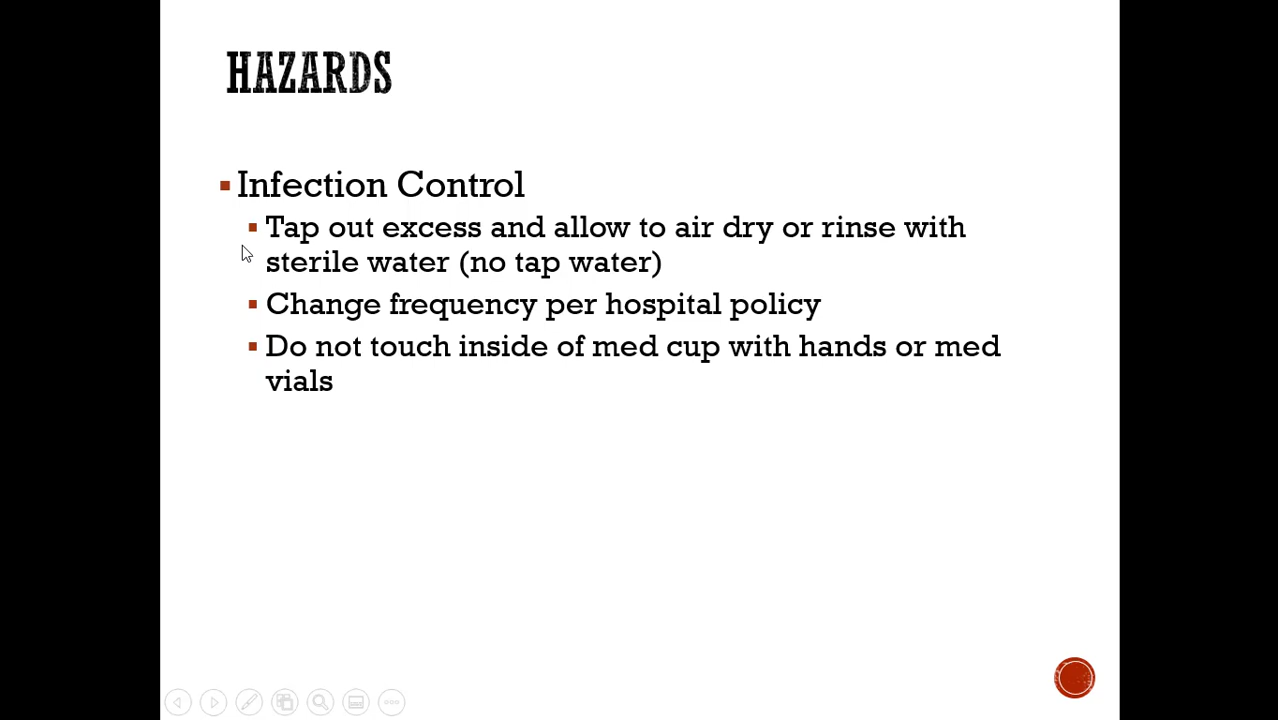 HAZARDS
Infection Control
Tap out excess and allow to air dry or rinse with
sterile water (no tap water)
Change frequency per hospital policy
Do not touch inside of med cup with hands or med
vials